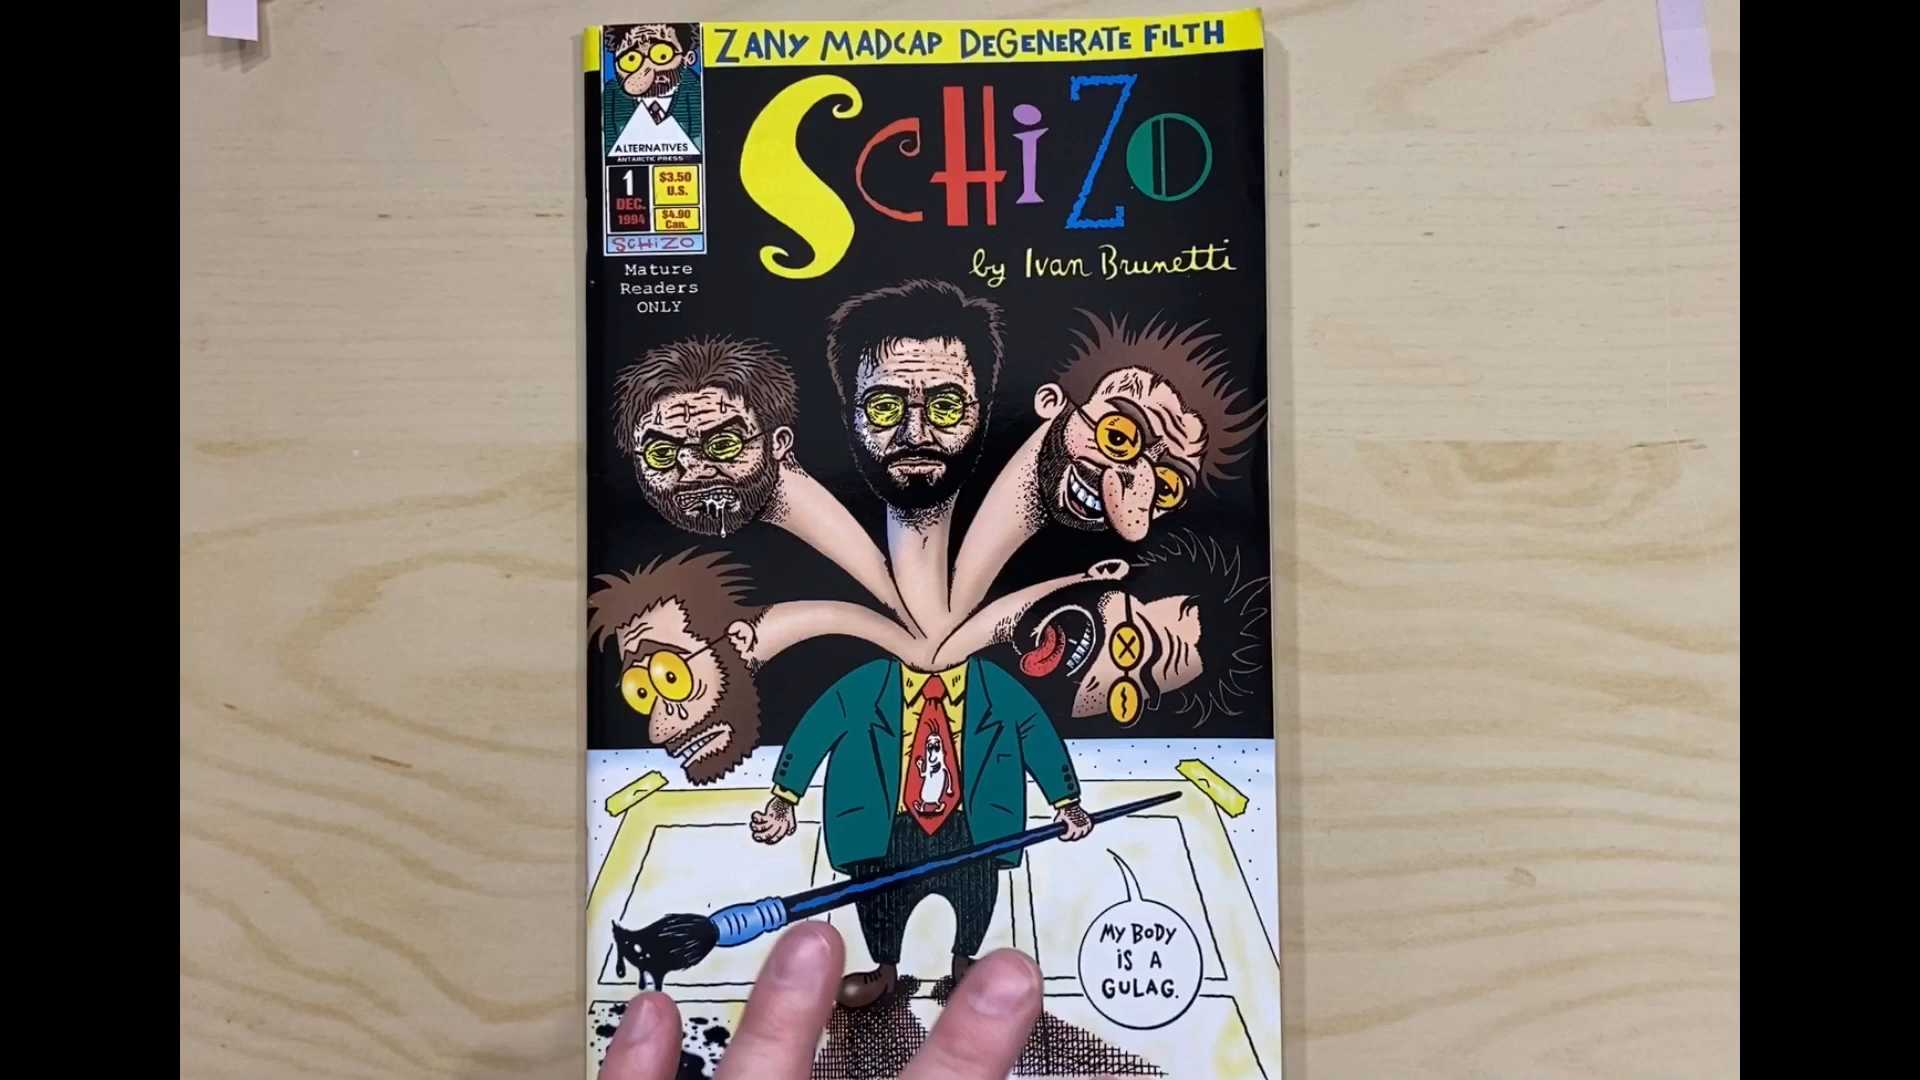 ZANY MADCAP DEGENERATE FILTH
SCHiZO
by Ivan Brunetti
ALTERNATIVES
ANTARCTIC PRESS
1
DEC.
1994
$3.50
U.S.
$4.90
Can.
SCHiZO
Mature
Readers
ONLY
MY BODY
iS A
GULAG.